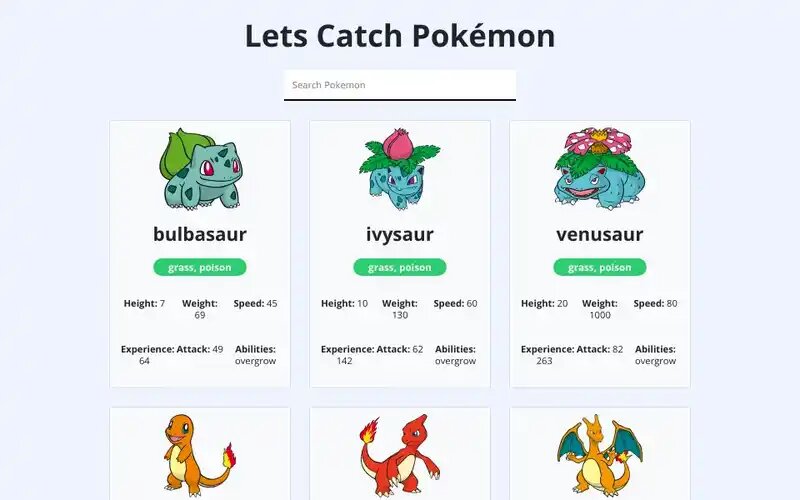 Lets Catch Pokémon
Search Pokemon
bulbasaur
grass, poison
Height: 7 Weight: 69 Speed: 45
Experience: 64 Attack: 49 Abilities: overgrow
ivysaur
grass, poison
Height: 10 Weight: 130 Speed: 60
Experience: 142 Attack: 62 Abilities: overgrow
venusaur
grass, poison
Height: 20 Weight: 1000 Speed: 80
Experience: 263 Attack: 82 Abilities: overgrow